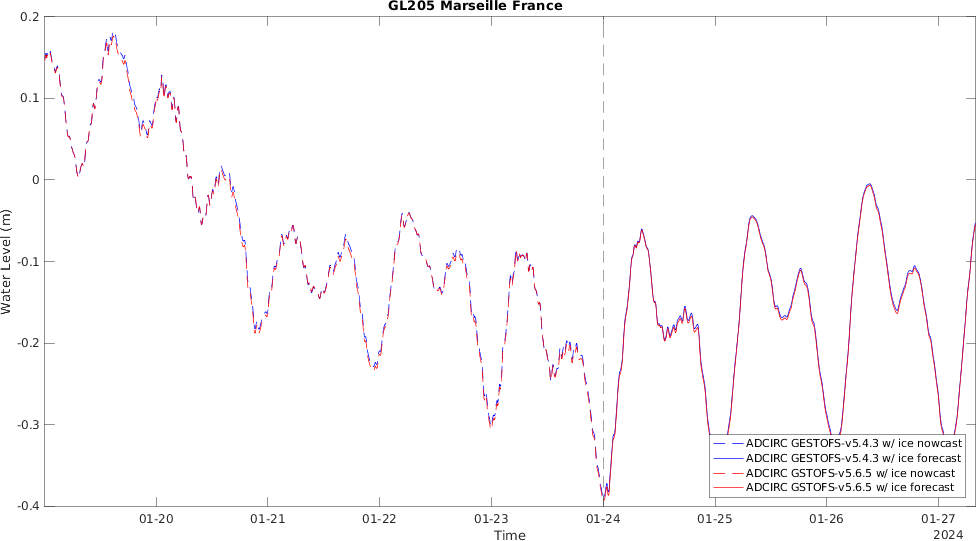 GL205 Marseille France
0.2
0.1
0
-0.1
-0.2
-0.3
-0.4
Water Level (m)
ADCIRC GESTOFS-v5.4.3 w/ ice nowcast
ADCIRC GESTOFS-v5.4.3 w/ ice forecast
ADCIRC GSTOFS-v5.6.5 w/ ice nowcast
ADCIRC GSTOFS-v5.6.5 w/ ice forecast
01-20 01-21 01-22 01-23 01-24 01-25 01-26 01-27
Time 2024